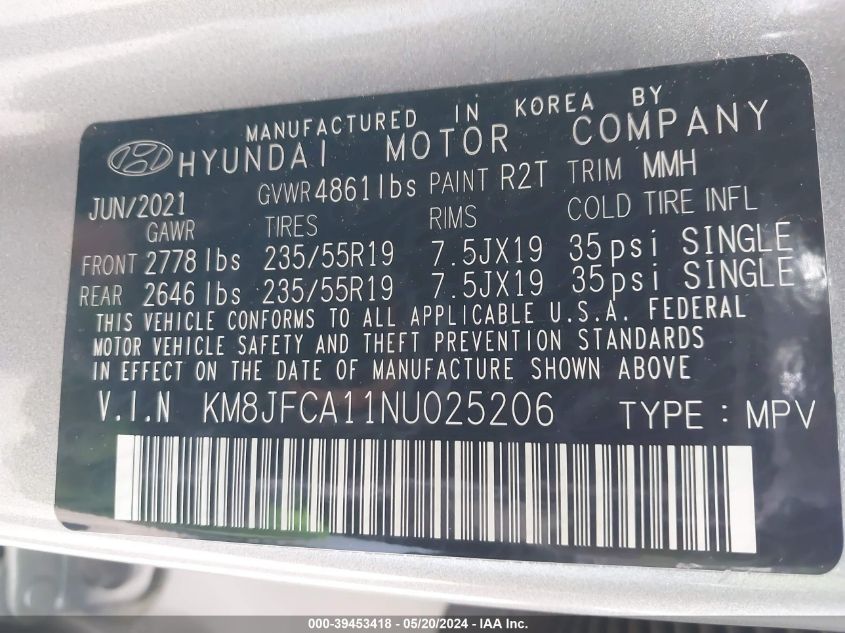 MANUFACTURED IN KOREA BY
HYUNDAI MOTOR COMPANY
JUN/2021 GVWR 4861 lbs PAINT R2T TRIM MMH
GAWR TIRES RIMS COLD TIRE INFL
FRONT 2778 lbs 235/55R19 7.5JX19 35psi SINGLE
REAR 2646 lbs 235/55R19 7.5JX19 35psi SINGLE
THIS VEHICLE CONFORMS TO ALL APPLICABLE U.S.A. FEDERAL
MOTOR VEHICLE SAFETY AND THEFT PREVENTION STANDARDS
IN EFFECT ON THE DATE OF MANUFACTURE SHOWN ABOVE
V.I.N KM8JFCA11NU025206 TYPE : MPV
000-39453418 - 05/20/2024 - IAA, Inc.